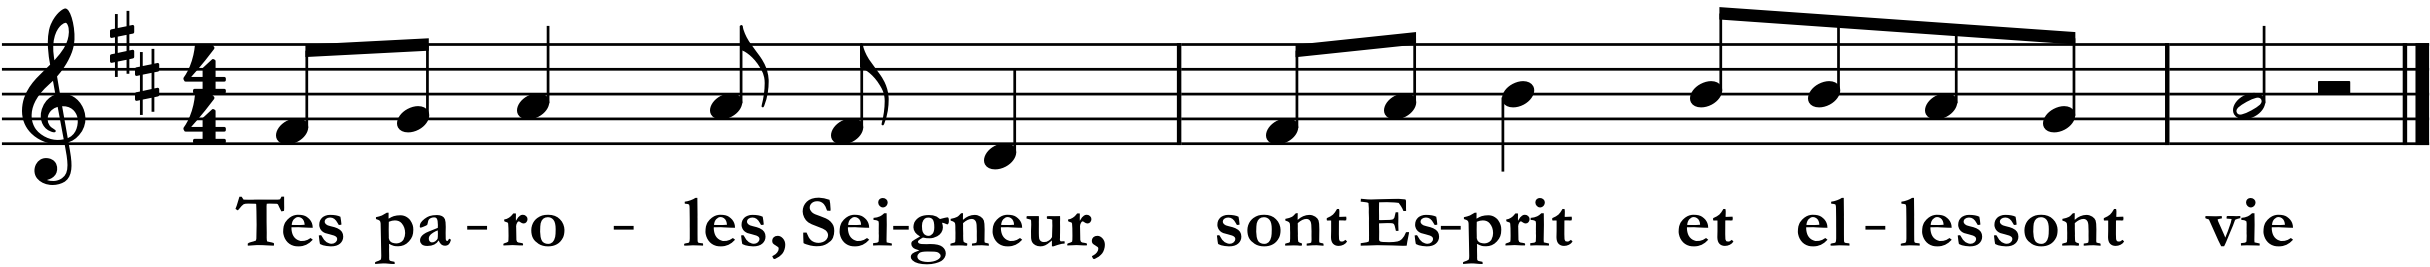 Tes pa - ro - les, Sei-gneur, sont Es-prit et el - les sont vie